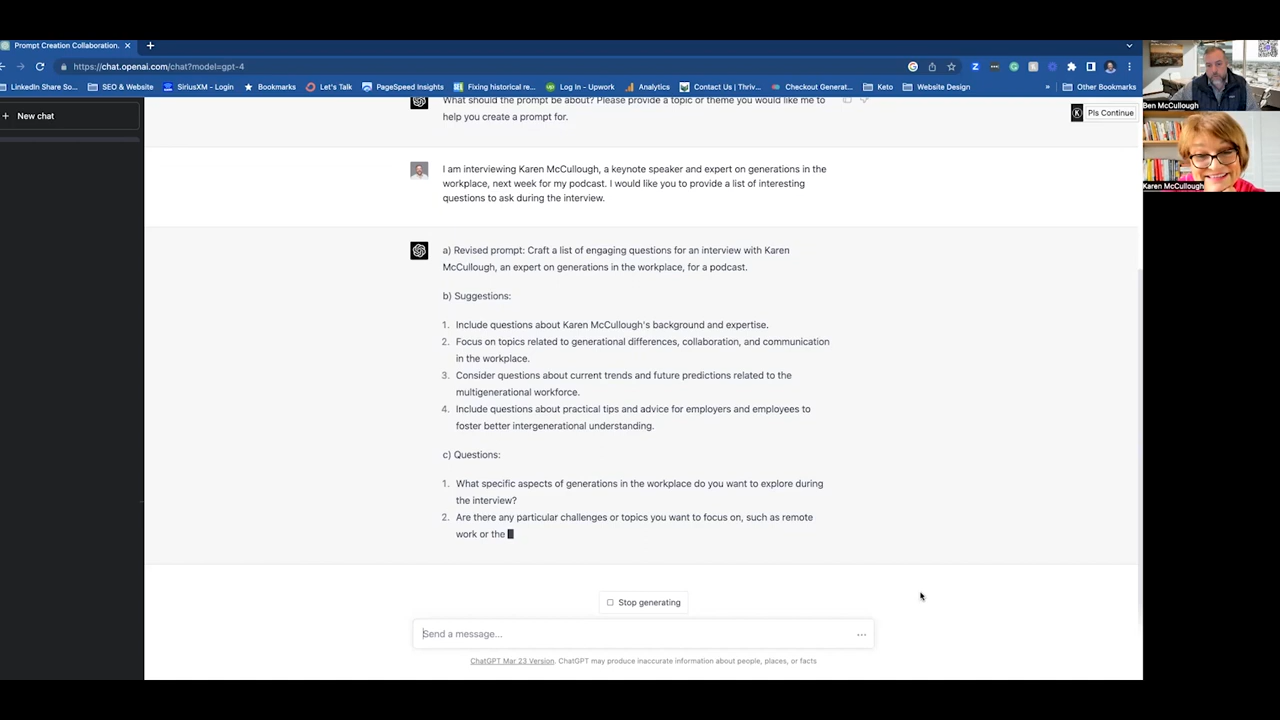 Prompt Creation Collaboration.
https://chat.openai.com/chat?model=gpt-4
LinkedIn Share So...
SEO & Website
SiriusXM - Login
Bookmarks
Let's Talk
PageSpeed Insights
Fixing historical re...
Log In - Upwork
Analytics
Contact Us | Thriv...
Checkout Generat...
Keto
Website Design
»
Other Bookmarks
+ New chat
Pls Continue
Ben McCullough
Karen McCullough
What should the prompt be about? Please provide a topic or theme you would like me to
help you create a prompt for.
I am interviewing Karen McCullough, a keynote speaker and expert on generations in the
workplace, next week for my podcast. I would like you to provide a list of interesting
questions to ask during the interview.
a) Revised prompt: Craft a list of engaging questions for an interview with Karen
McCullough, an expert on generations in the workplace, for a podcast.
b) Suggestions:
1. Include questions about Karen McCullough's background and expertise.
2. Focus on topics related to generational differences, collaboration, and communication
in the workplace.
3. Consider questions about current trends and future predictions related to the
multigenerational workforce.
4. Include questions about practical tips and advice for employers and employees to
foster better intergenerational understanding.
c) Questions:
1. What specific aspects of generations in the workplace do you want to explore during
the interview?
2. Are there any particular challenges or topics you want to focus on, such as remote
work or the
Stop generating
Send a message...
ChatGPT Mar 23 Version. ChatGPT may produce inaccurate information about people, places, or facts